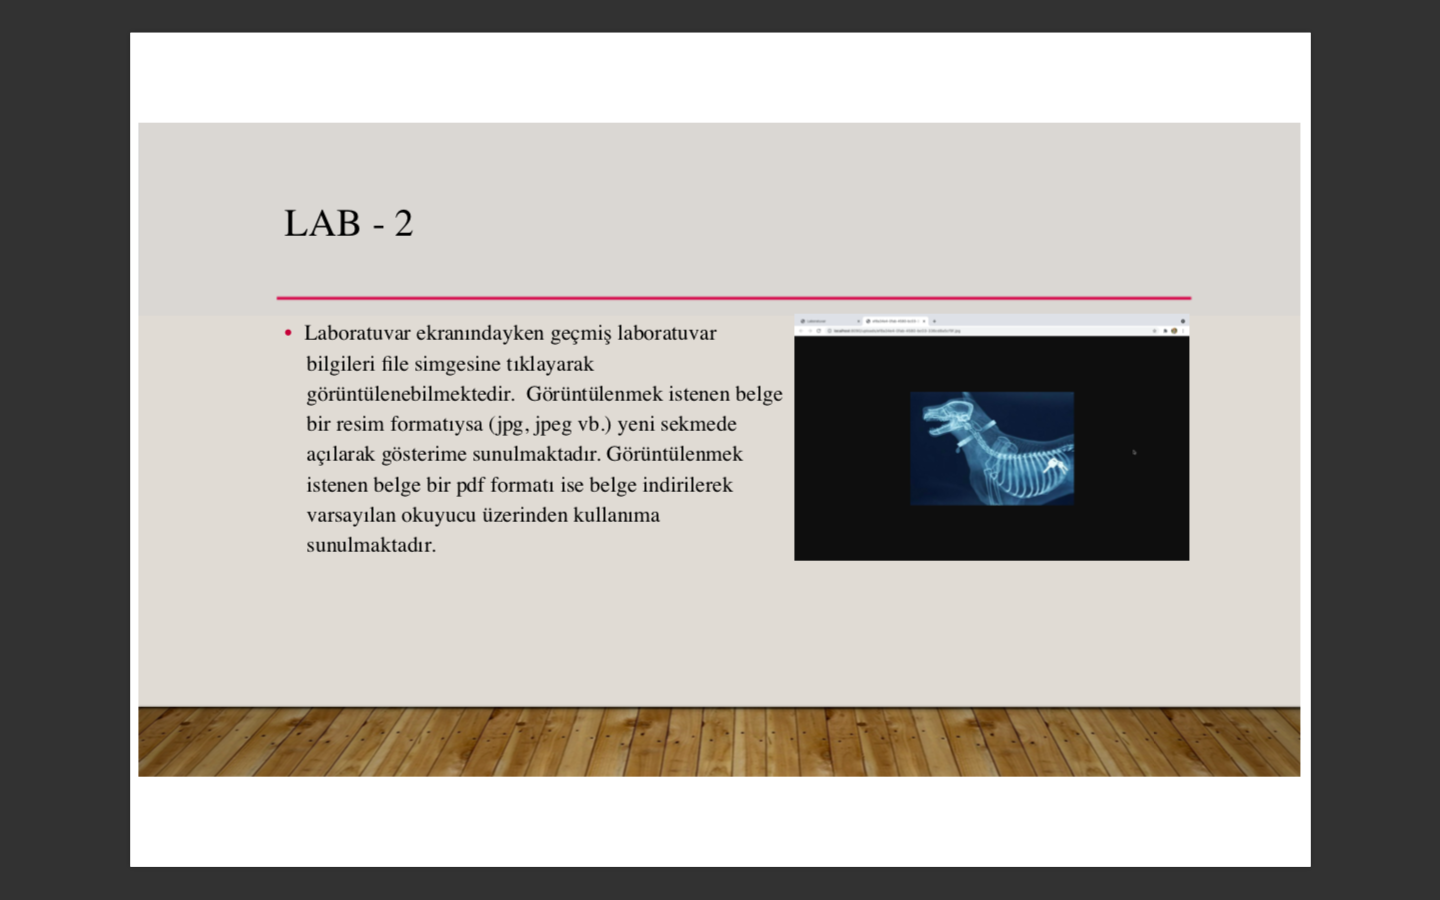 LAB - 2
• Laboratuvar ekranındayken geçmiş laboratuvar
bilgileri file simgesine tıklayarak
görüntülenebilmektedir.  Görüntülenmek istenen belge
bir resim formatıysa (jpg, jpeg vb.) yeni sekmede
açılarak gösterime sunulmaktadır. Görüntülenmek
istenen belge bir pdf formatı ise belge indirilerek
varsayılan okuyucu üzerinden kullanıma
sunulmaktadır.